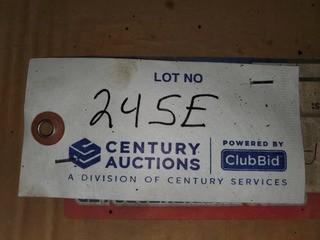 LOT NO
245E
CENTURY AUCTIONS
POWERED BY
ClubBid
A DIVISION OF CENTURY SERVICES